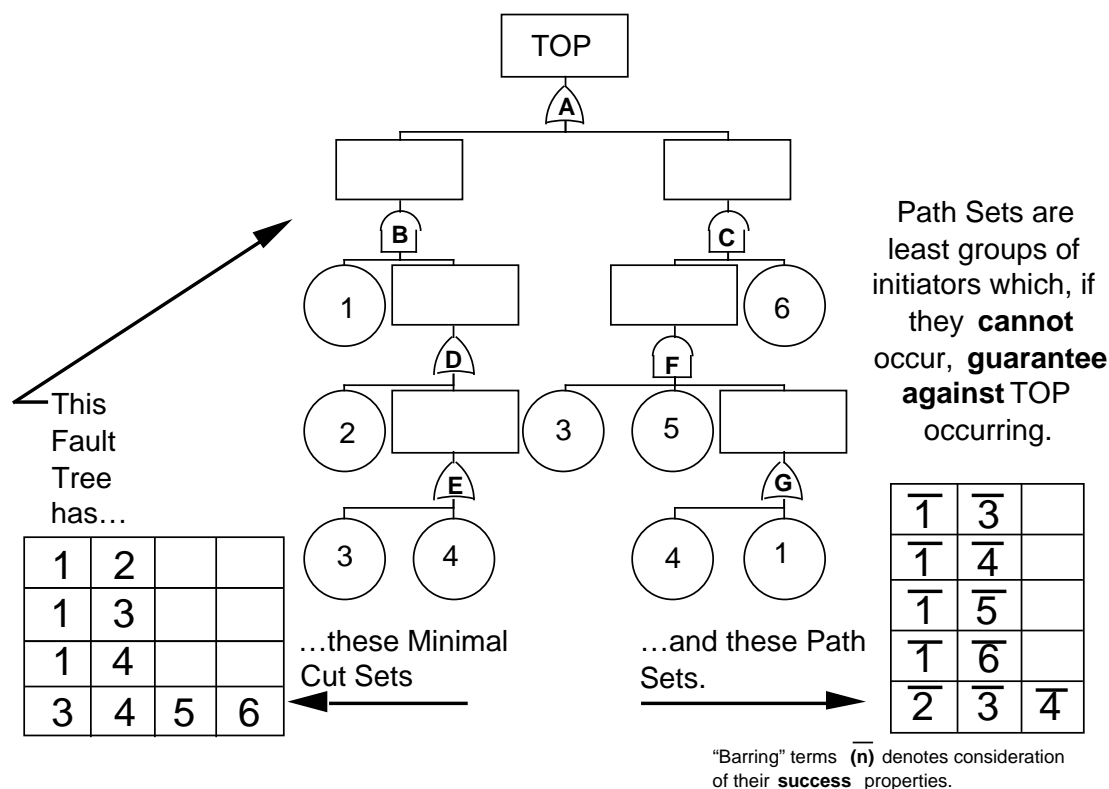 TOP
A
B
C
Path Sets are
least groups of
initiators which, if
they cannot
occur, guarantee
against TOP
occurring.
1
6
D
F
This
Fault
Tree
has…
2
3
5
E
G
3
4
4
1
1 2
1 3
1 4
3 4 5 6
…these Minimal
Cut Sets
…and these Path
Sets.
1̅ 3̅
1̅ 4̅
1̅ 5̅
1̅ 6̅
2̅ 3̅ 4̅
“Barring” terms (n̅) denotes consideration
of their success properties.